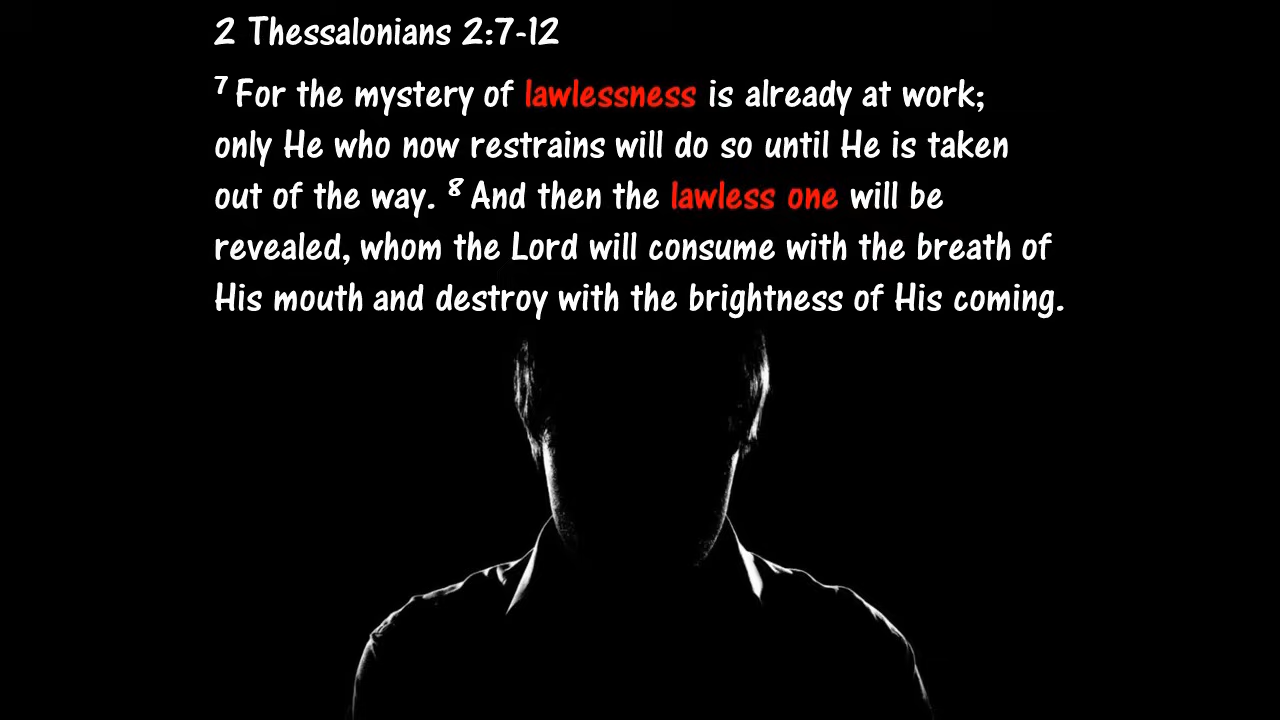 2 Thessalonians 2:7-12
⁷ For the mystery of lawlessness is already at work;
only He who now restrains will do so until He is taken
out of the way. ⁸ And then the lawless one will be
revealed, whom the Lord will consume with the breath of
His mouth and destroy with the brightness of His coming.